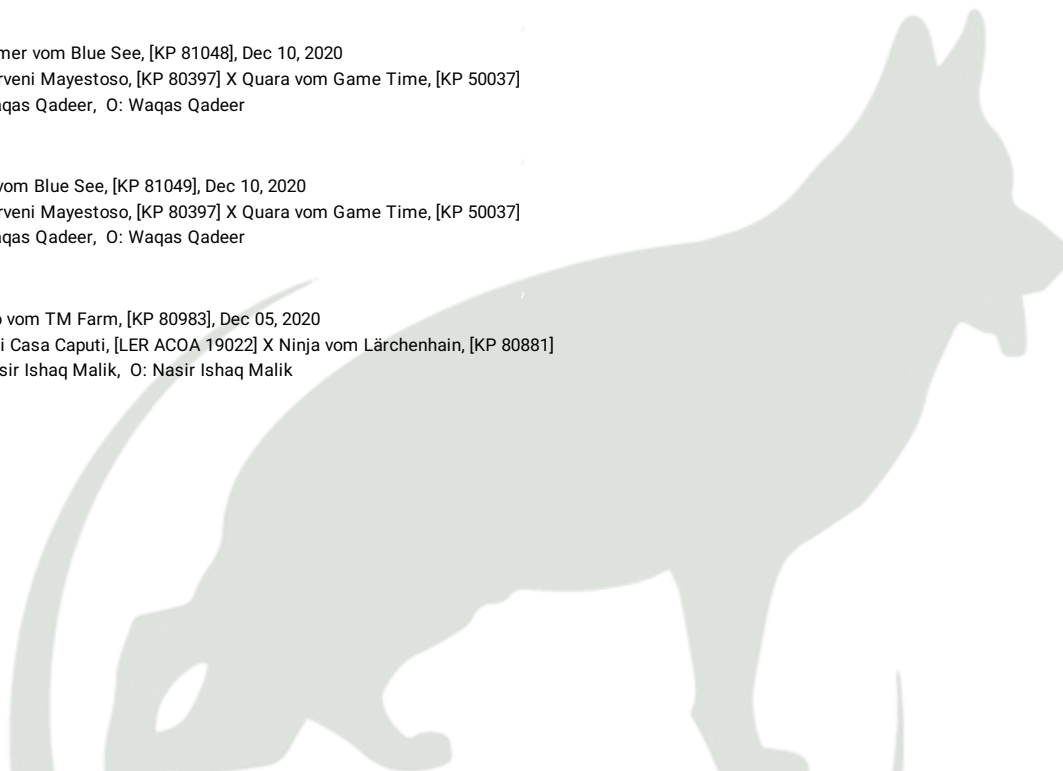 mer vom Blue See, [KP 81048], Dec 10, 2020
rveni Mayestoso, [KP 80397] X Quara vom Game Time, [KP 50037]
aqas Qadeer, O: Waqas Qadeer
vom Blue See, [KP 81049], Dec 10, 2020
rveni Mayestoso, [KP 80397] X Quara vom Game Time, [KP 50037]
aqas Qadeer, O: Waqas Qadeer
vom TM Farm, [KP 80983], Dec 05, 2020
i Casa Caputi, [LER ACOA 19022] X Ninja vom Lärchenhain, [KP 80881]
sir Ishaq Malik, O: Nasir Ishaq Malik